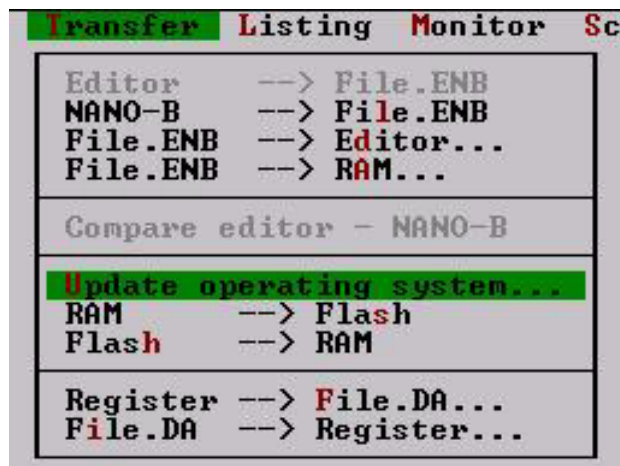 Transfer Listing Monitor Sc
Editor --> File.ENB
NANO-B --> File.ENB
File.ENB --> Editor...
File.ENB --> RAM...
Compare editor - NANO-B
Update operating system...
RAM --> Flash
Flash --> RAM
Register --> File.DA...
File.DA --> Register...